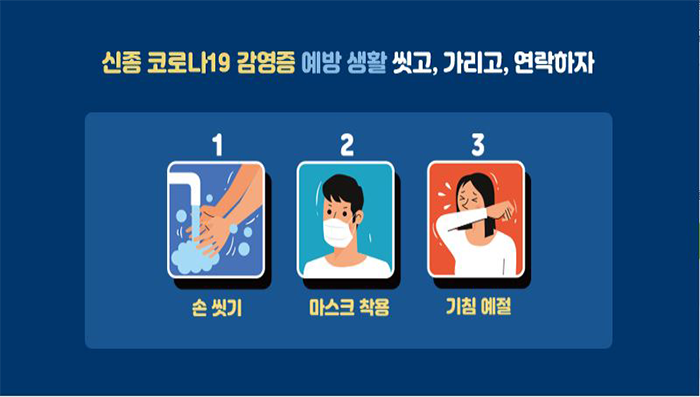 신종 코로나19 감영증 예방 생활 씻고, 가리고, 연락하자
1
2
3
손 씻기
마스크 착용
기침 예절